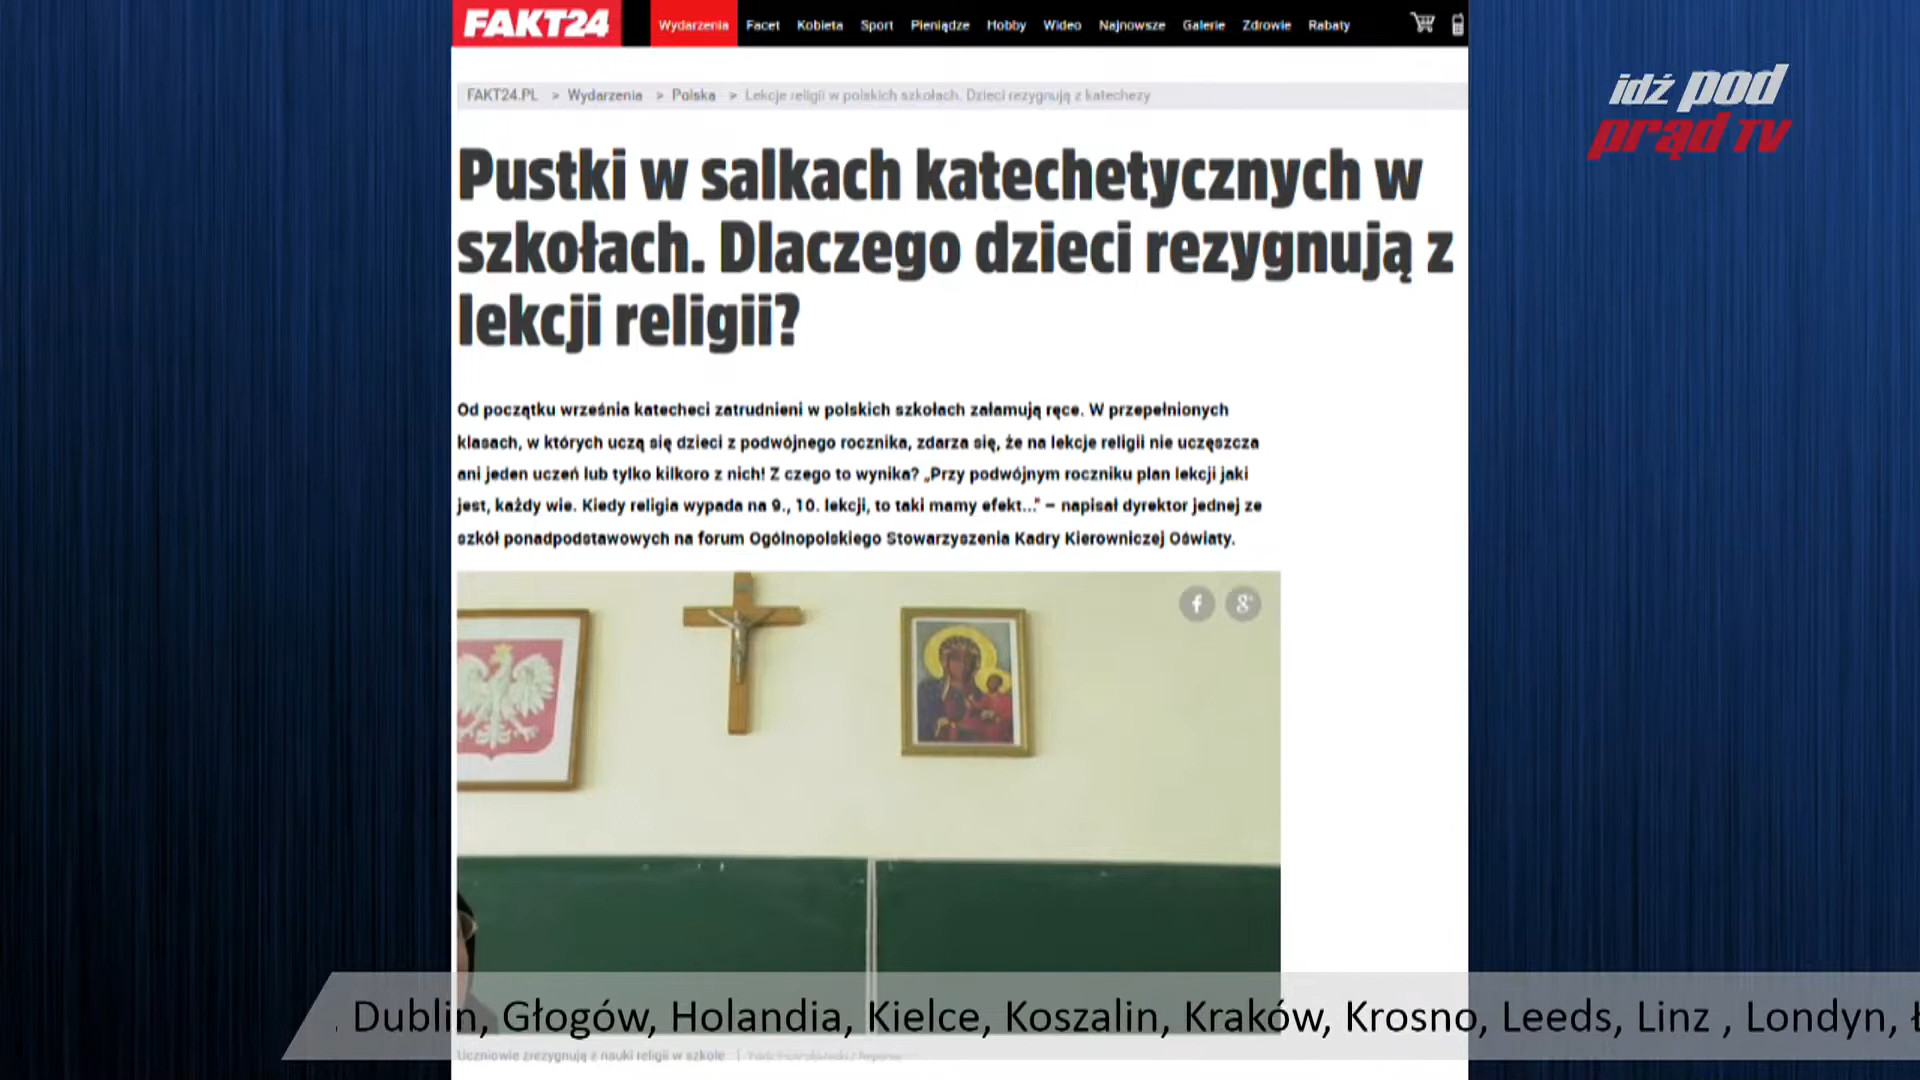 FAKT24
Wydarzenia Facet Kobieta Sport Pieniądze Hobby Wideo Najnowsze Galerie Zdrowie Rabaty
idź pod
prąd TV
FAKT24.PL > Wydarzenia > Polska > Lekcje religii w polskich szkołach. Dzieci rezygnują z katechezy
Pustki w salkach katechetycznych w
szkołach. Dlaczego dzieci rezygnują z
lekcji religii?
Od początku września katecheci zatrudnieni w polskich szkołach załamują ręce. W przepełnionych
klasach, w których uczą się dzieci z podwójnego rocznika, zdarza się, że na lekcje religii nie uczęszcza
ani jeden uczeń lub tylko kilkoro z nich! Z czego to wynika? „Przy podwójnym roczniku plan lekcji jaki
jest, każdy wie. Kiedy religia wypada na 9., 10. lekcji, to taki mamy efekt..." – napisał dyrektor jednej ze
szkół ponadpodstawowych na forum Ogólnopolskiego Stowarzyszenia Kadry Kierowniczej Oświaty.
f g+
. Dublin, Głogów, Holandia, Kielce, Koszalin, Kraków, Krosno, Leeds, Linz , Londyn,
Uczniowie zrezygnują z nauki religii w szkole |